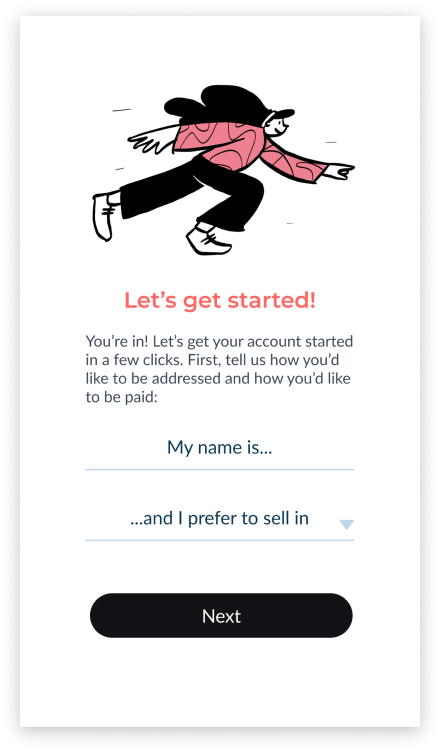 Let’s get started!
You’re in! Let’s get your account started
in a few clicks. First, tell us how you’d
like to be addressed and how you’d like
to be paid:
My name is...
...and I prefer to sell in
Next